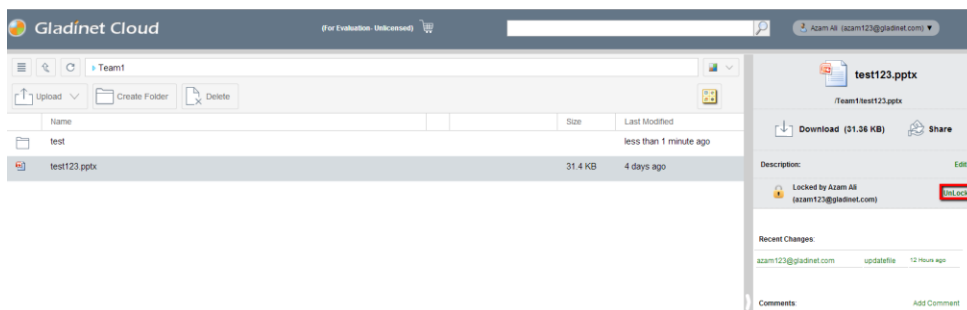 Gladinet Cloud
(For Evaluation- Unlicensed)
Azam Ali (azam123@gladinet.com) ▼
Team1
Upload
Create Folder
Delete
Name Size Last Modified
test less than 1 minute ago
test123.pptx 31.4 KB 4 days ago
test123.pptx
/Team1/test123.pptx
Download (31.36 KB) Share
Description: Edit
Locked by Azam Ali
(azam123@gladinet.com)
UnLock
Recent Changes:
azam123@gladinet.com updatefile 12 Hours ago
Comments: Add Comment